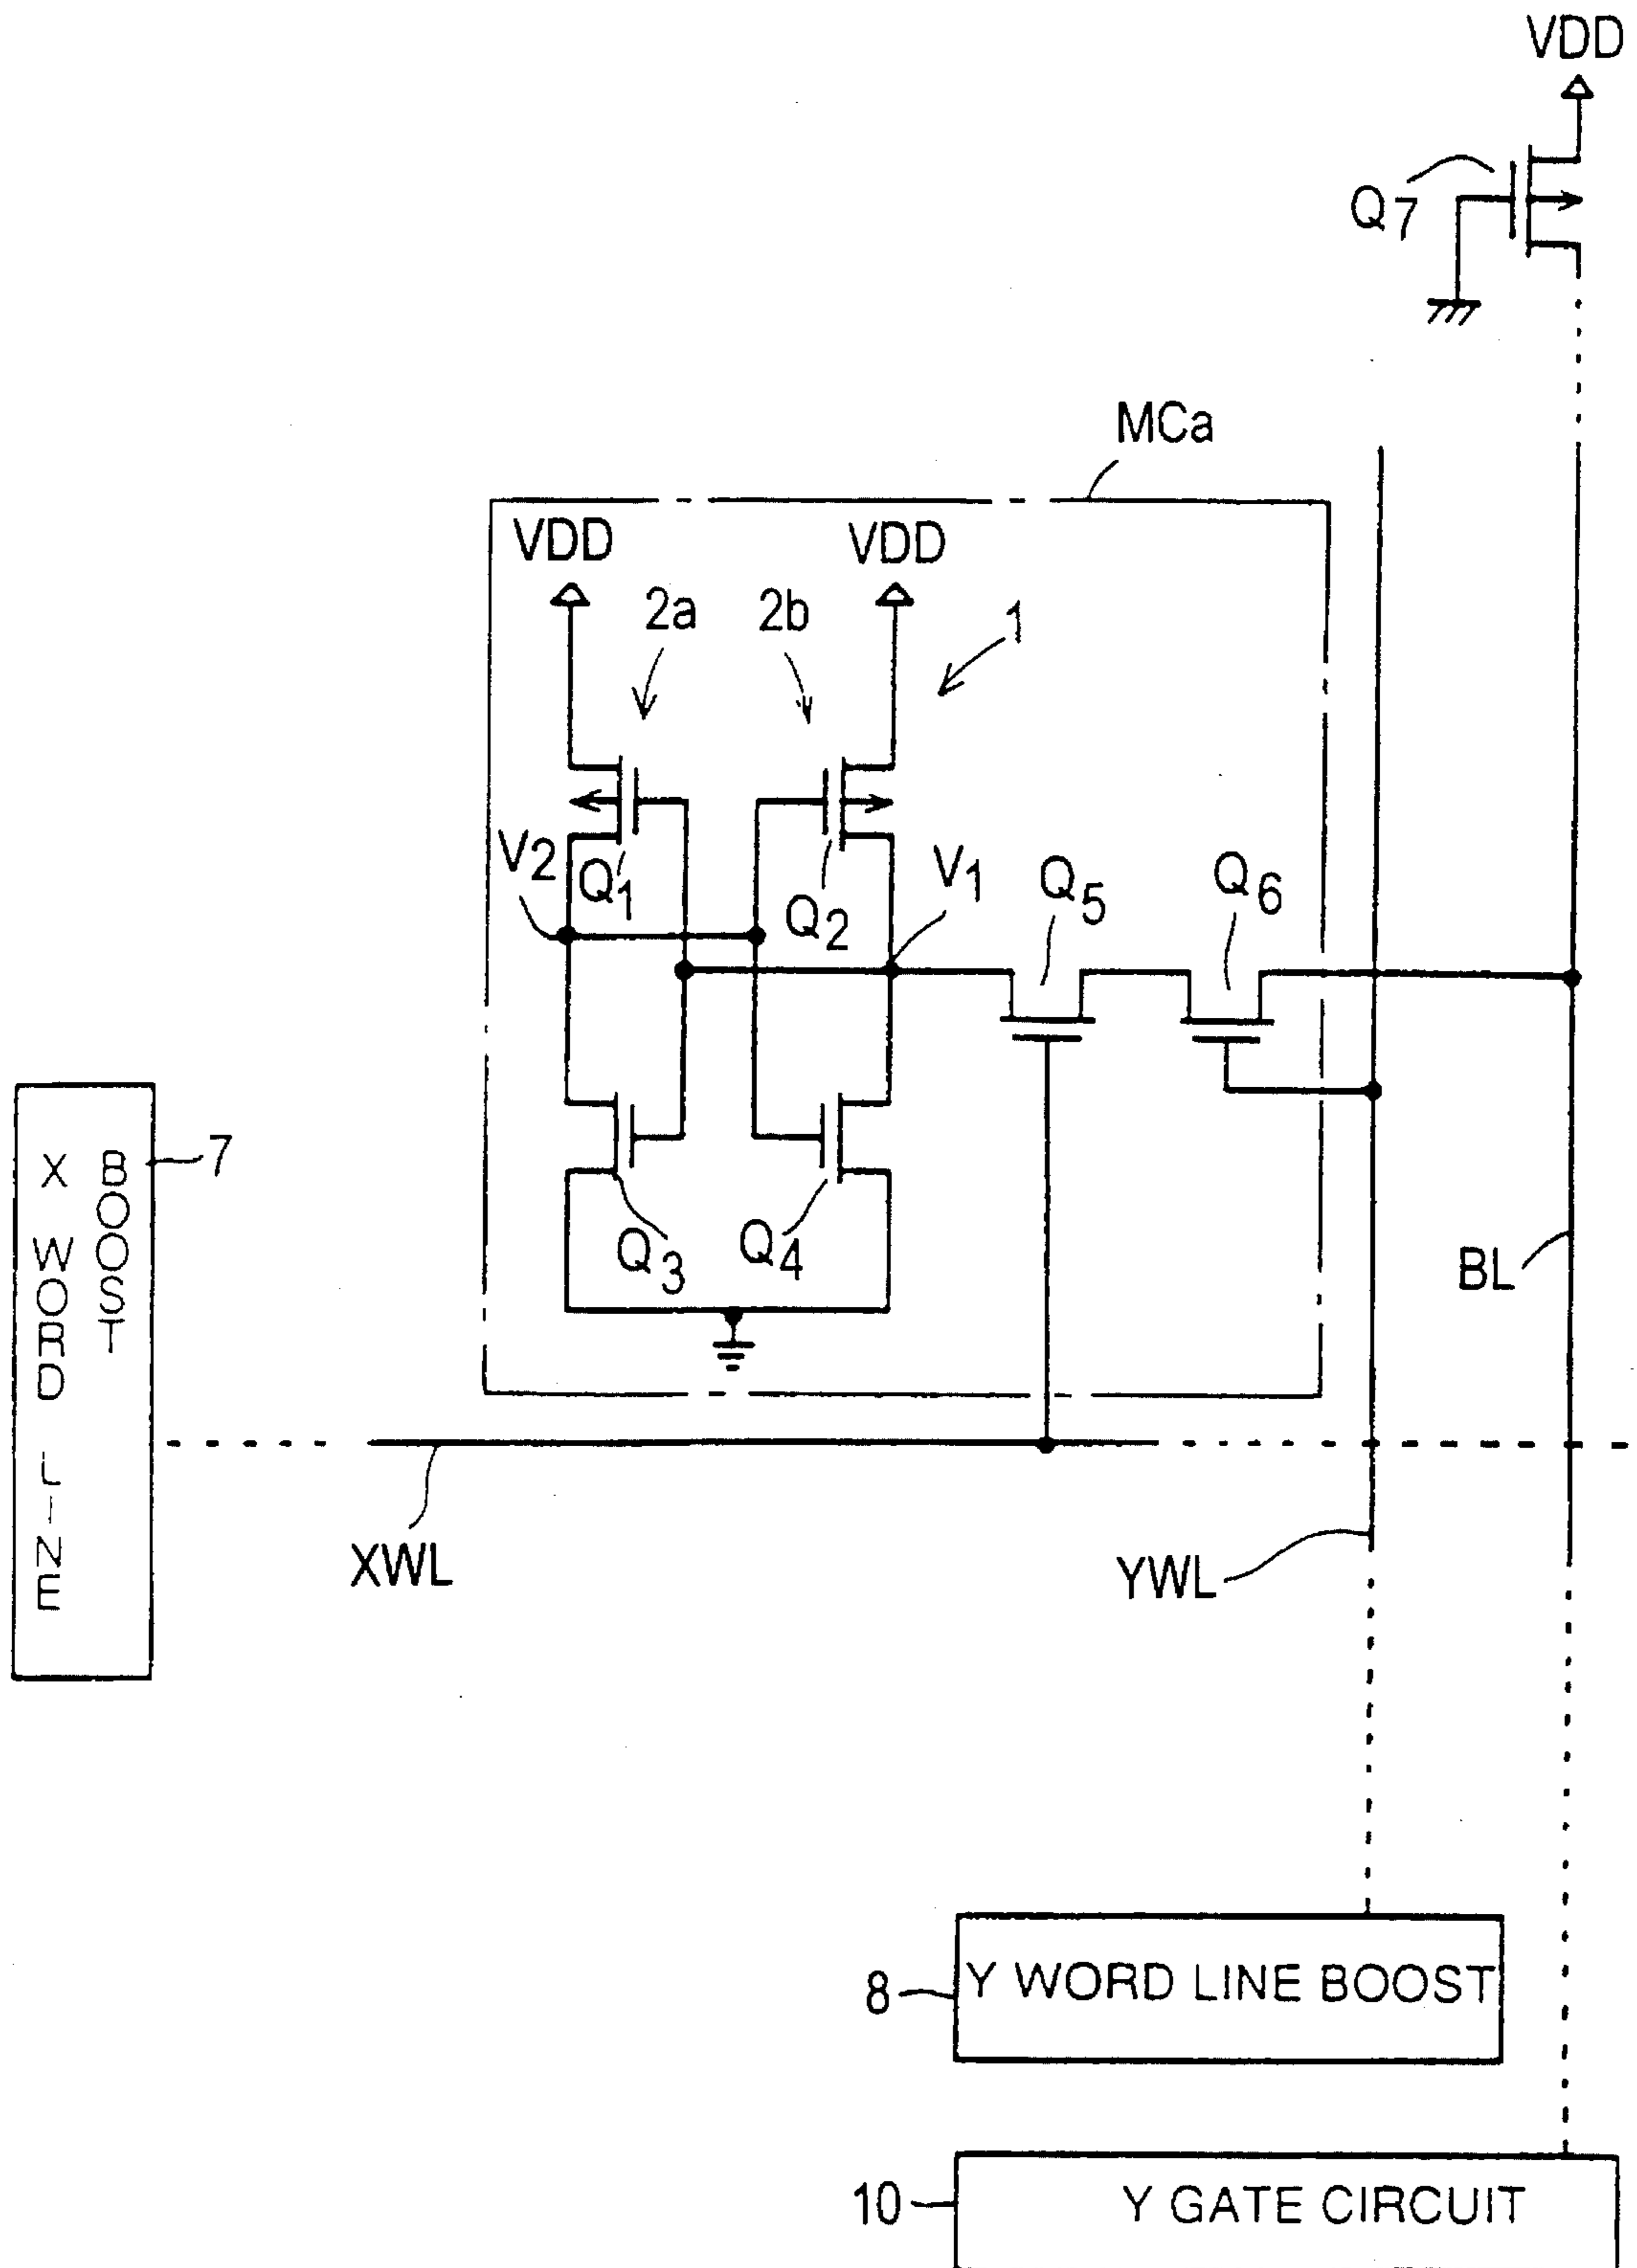 VDD
Q7
MCa
VDD VDD
2a 2b 1
V2 Q1 Q2 V1 Q5 Q6
X WORD LINE
BOOST
7
Q3 Q4
BL
XWL
YWL
8 Y WORD LINE BOOST
10 Y GATE CIRCUIT